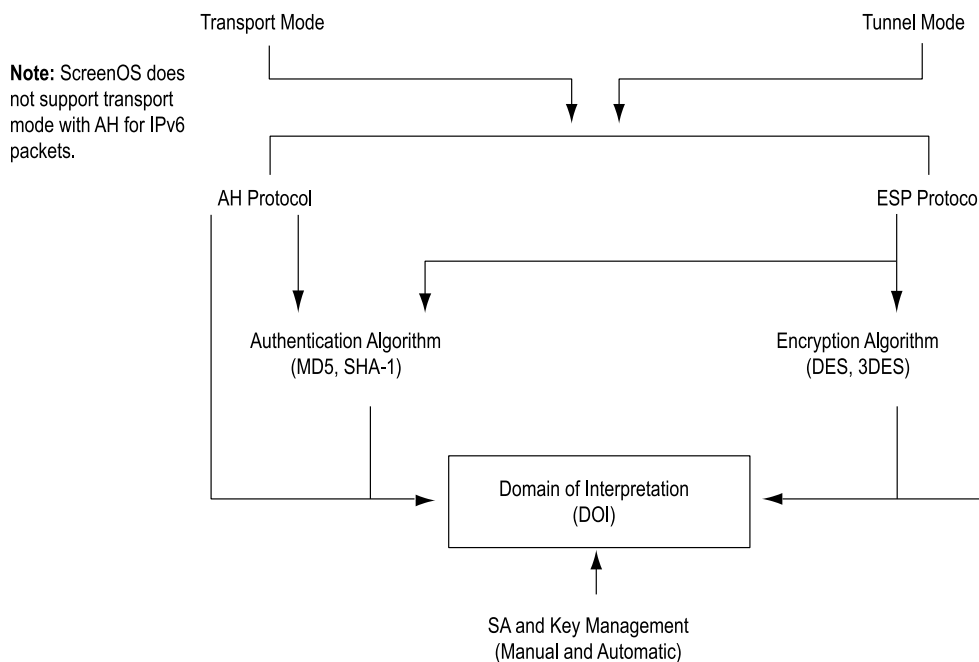 Transport Mode
Tunnel Mode
Note: ScreenOS does
not support transport
mode with AH for IPv6
packets.
AH Protocol
ESP Protoco
Authentication Algorithm
(MD5, SHA-1)
Encryption Algorithm
(DES, 3DES)
Domain of Interpretation
(DOI)
SA and Key Management
(Manual and Automatic)